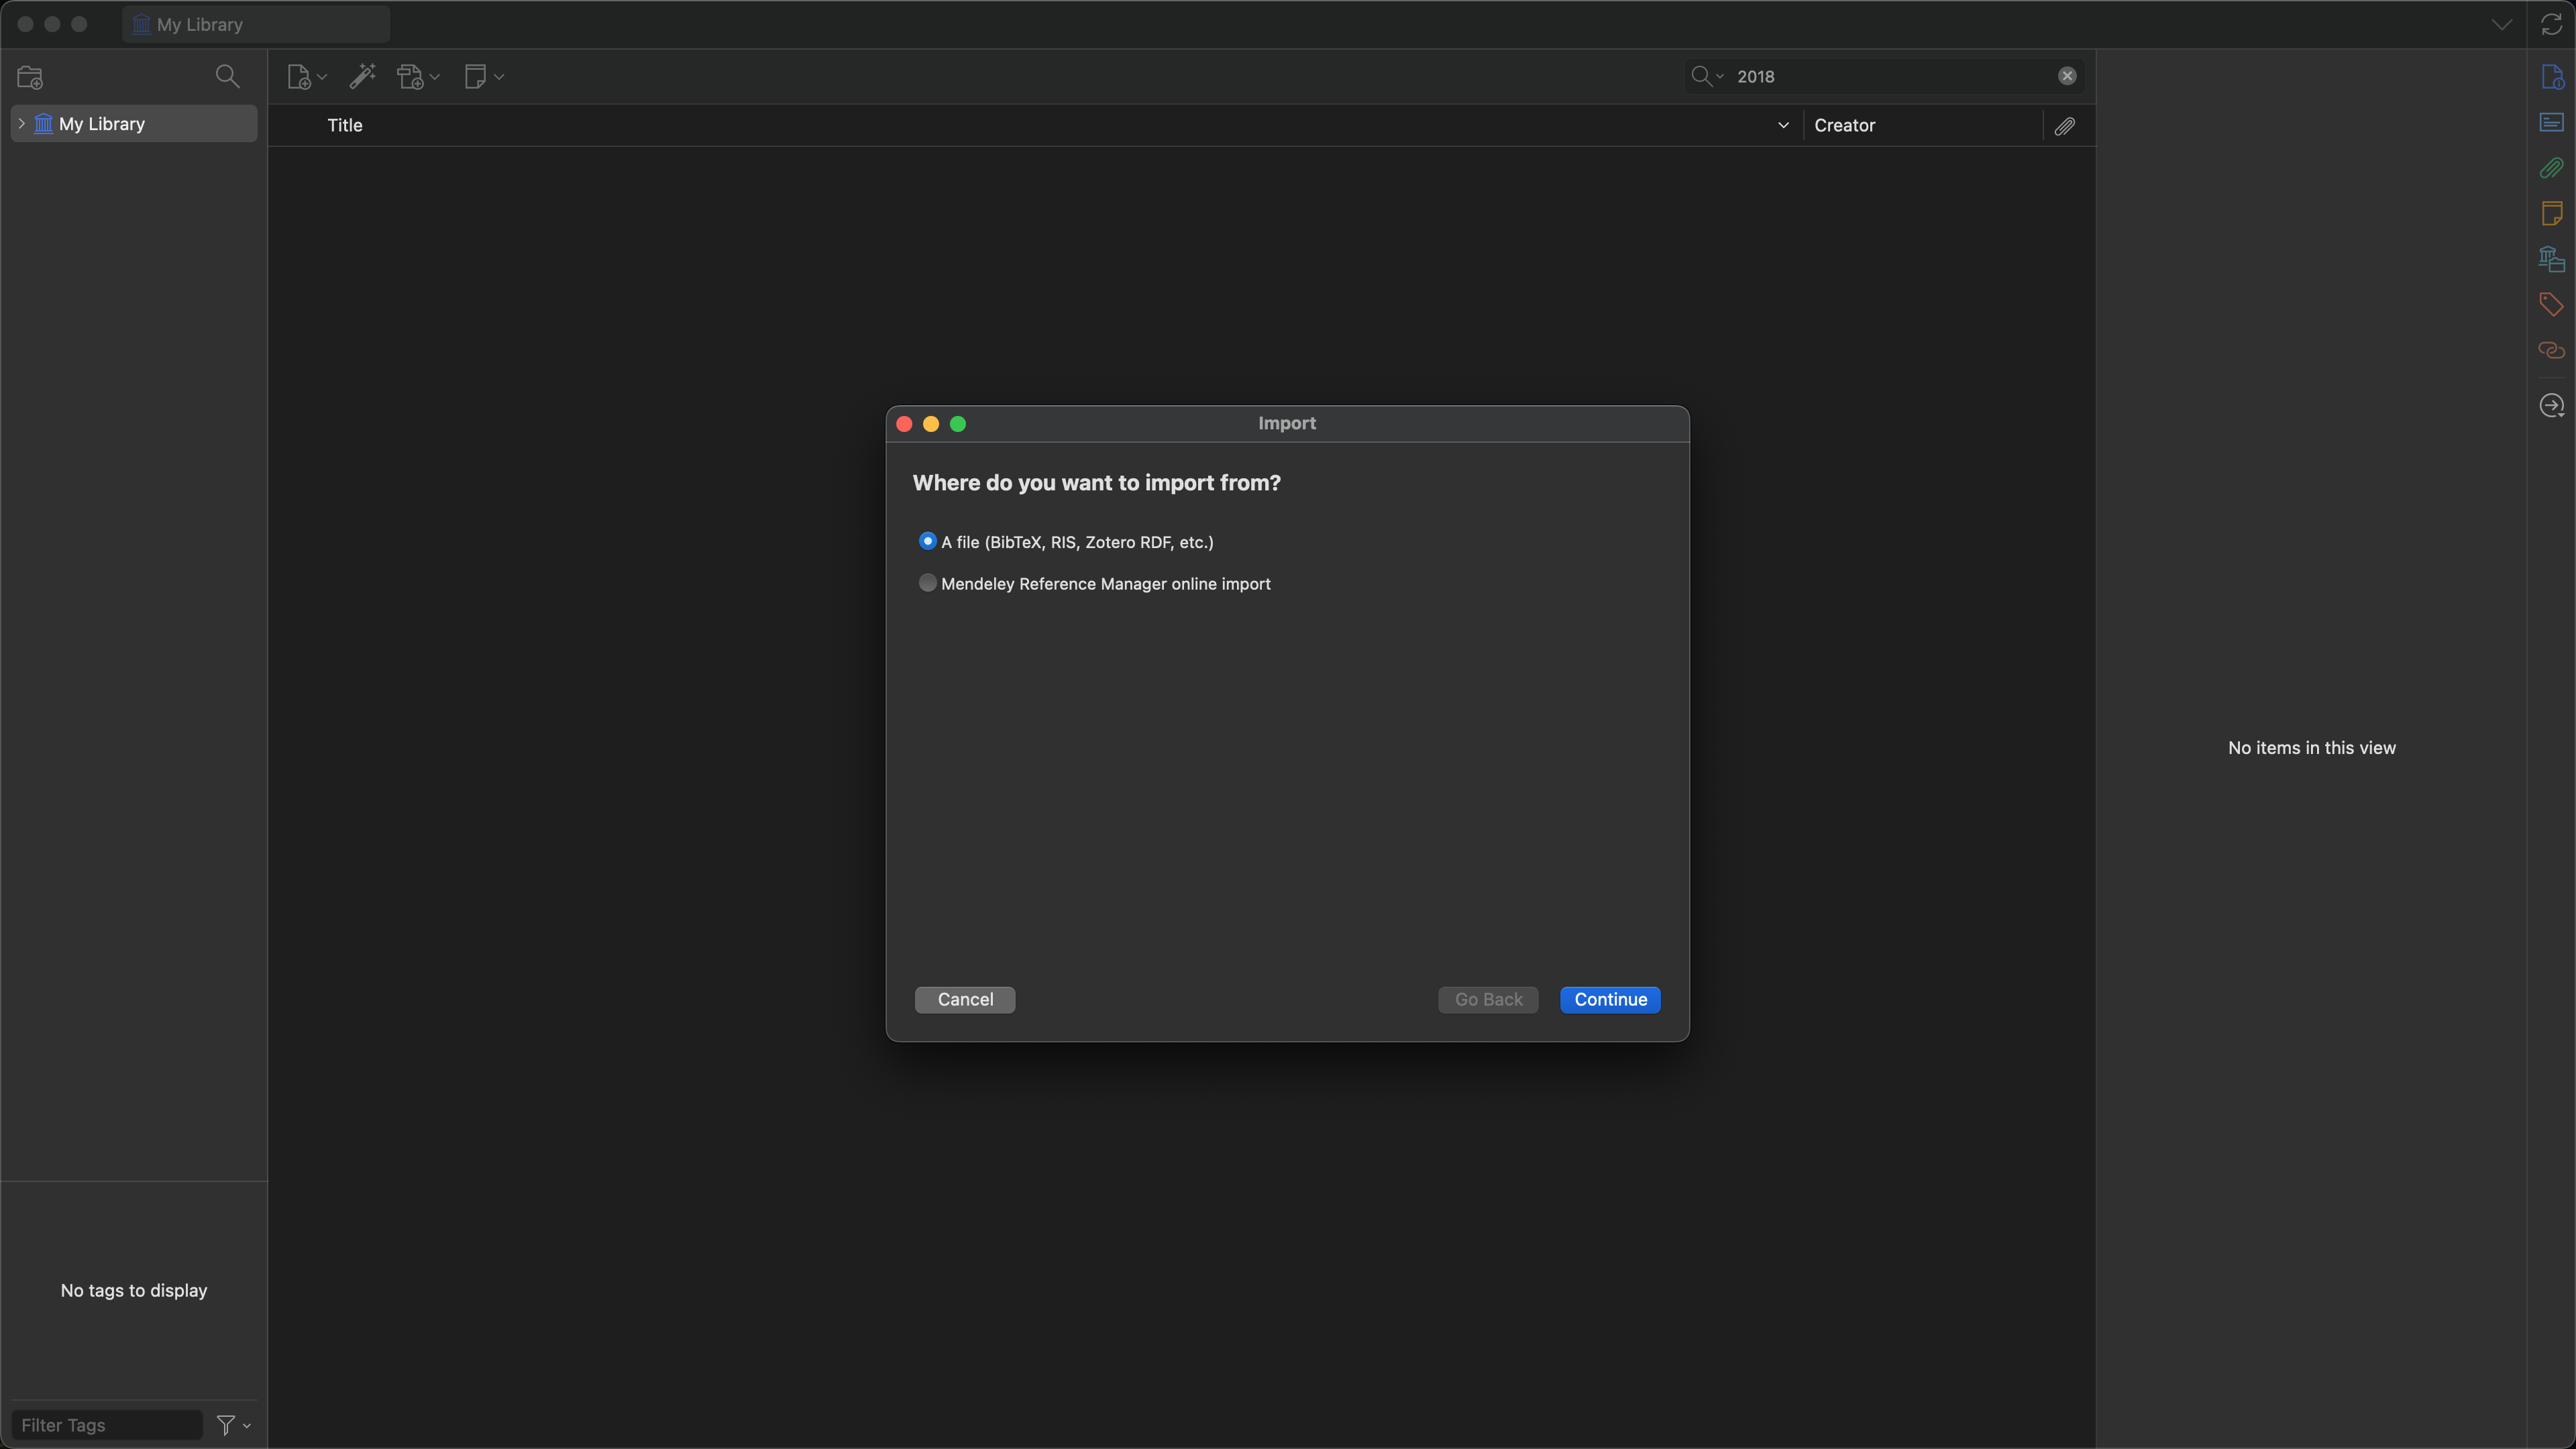 My Library
2018
My Library
Title
Creator
Import
Where do you want to import from?
A file (BibTeX, RIS, Zotero RDF, etc.)
Mendeley Reference Manager online import
No items in this view
Cancel
Go Back
Continue
No tags to display
Filter Tags